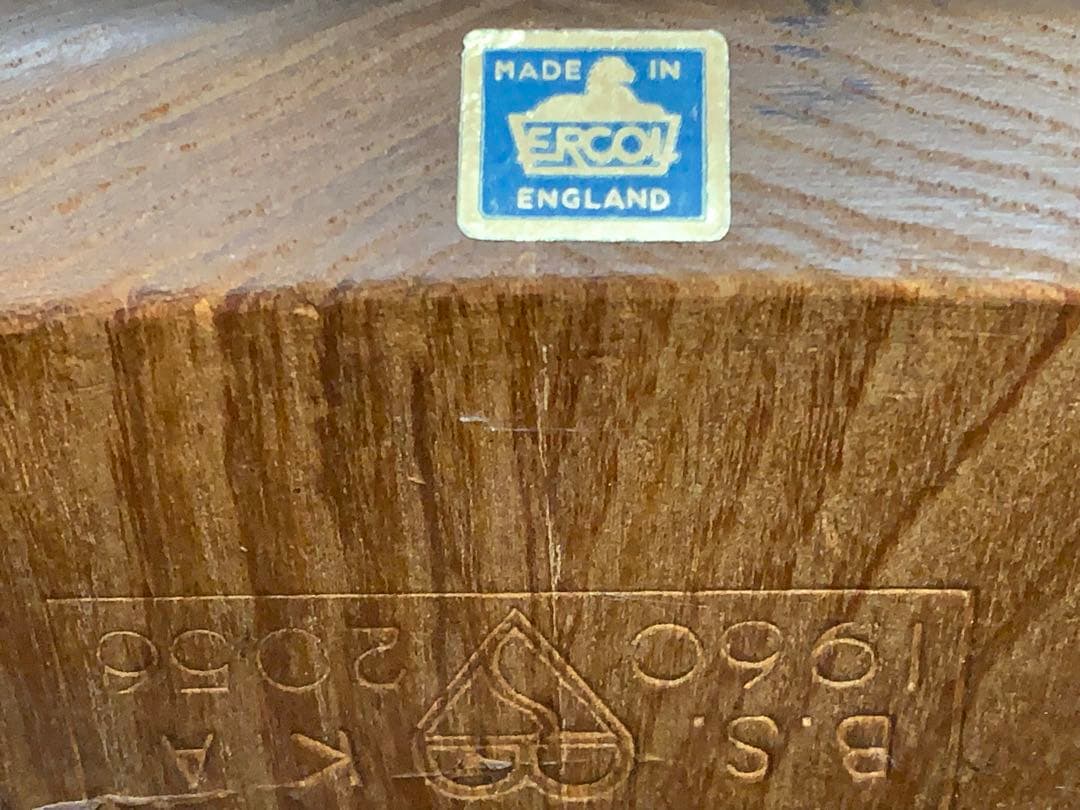 MADE IN
ERCOL
ENGLAND
B.S. K A
1960 2056